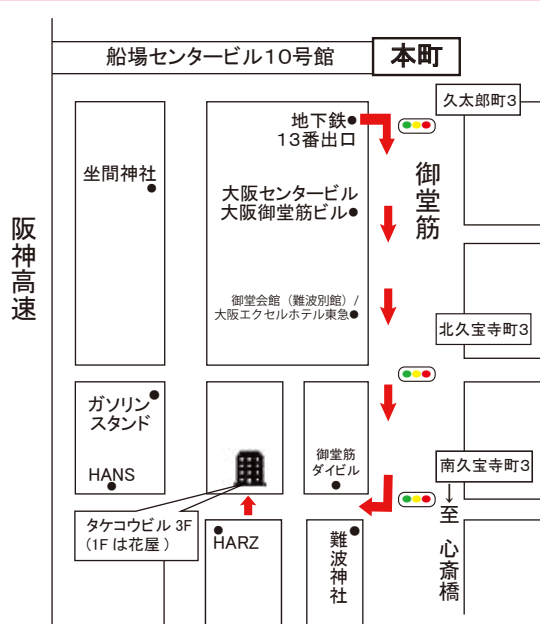 船場センタービル10号館
本町
久太郎町3
地下鉄
13番出口
坐間神社
御堂筋
大阪センタービル
大阪御堂筋ビル
阪神高速
御堂会館（難波別館）/
大阪エクセルホテル東急
北久宝寺町3
ガソリン
スタンド
御堂筋
ダイビル
南久宝寺町3
HANS
↓至 心斎橋
タケコウビル 3F
(1F は花屋 )
HARZ
難波神社